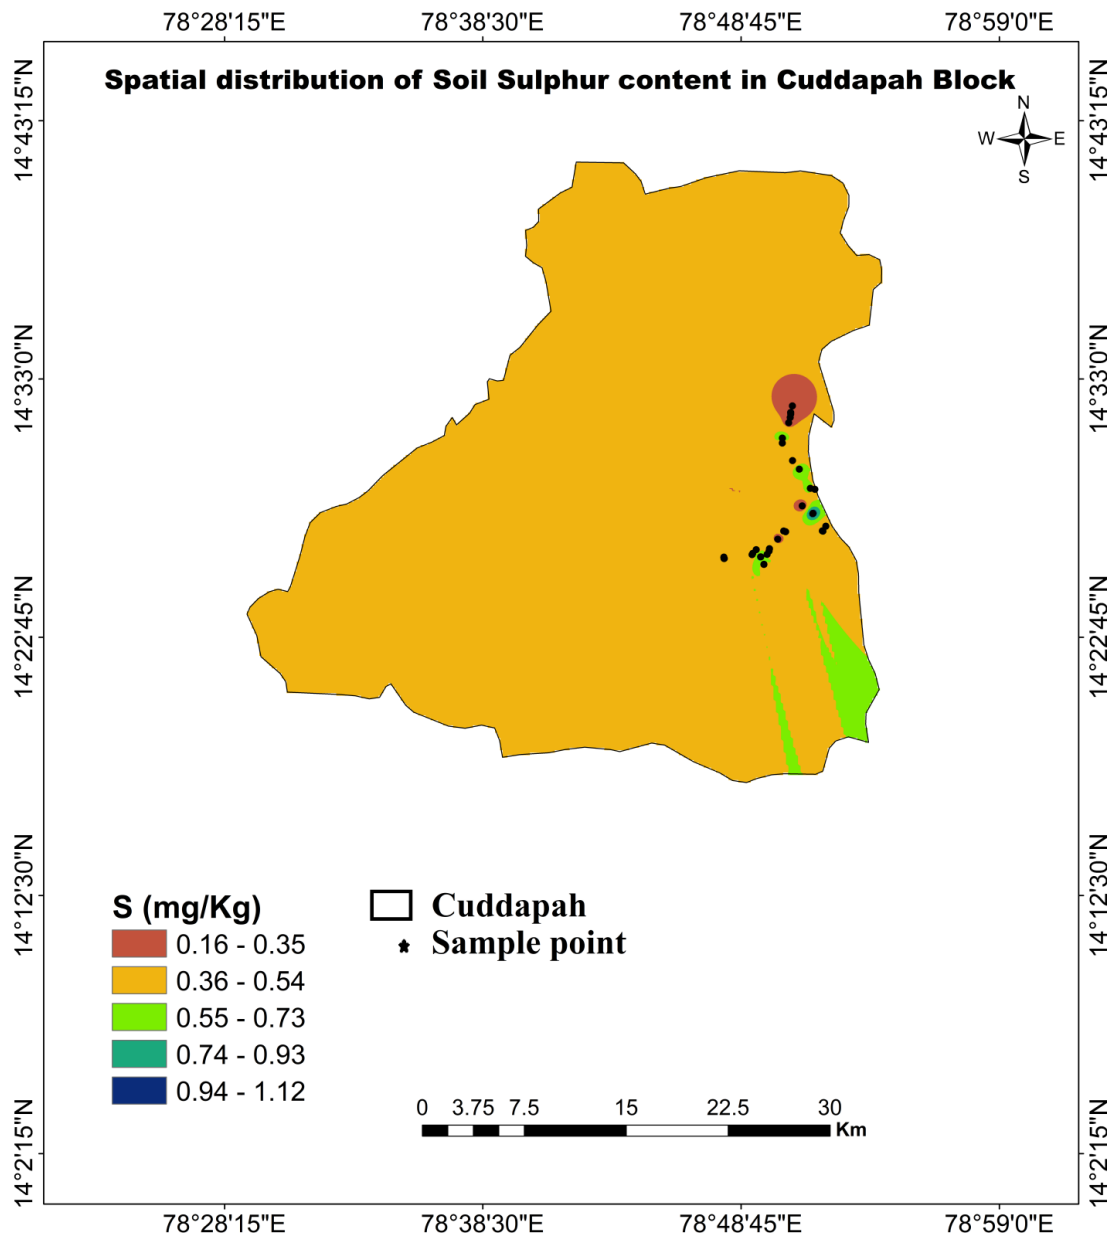 78°28'15"E 78°38'30"E 78°48'45"E 78°59'0"E
Spatial distribution of Soil Sulphur content in Cuddapah Block
N
W E
S
14°43'15"N 14°43'15"N
14°33'0"N 14°33'0"N
14°22'45"N 14°22'45"N
14°12'30"N 14°12'30"N
14°2'15"N 14°2'15"N
S (mg/Kg)
0.16 - 0.35
0.36 - 0.54
0.55 - 0.73
0.74 - 0.93
0.94 - 1.12
Cuddapah
Sample point
0 3.75 7.5 15 22.5 30
Km
78°28'15"E 78°38'30"E 78°48'45"E 78°59'0"E